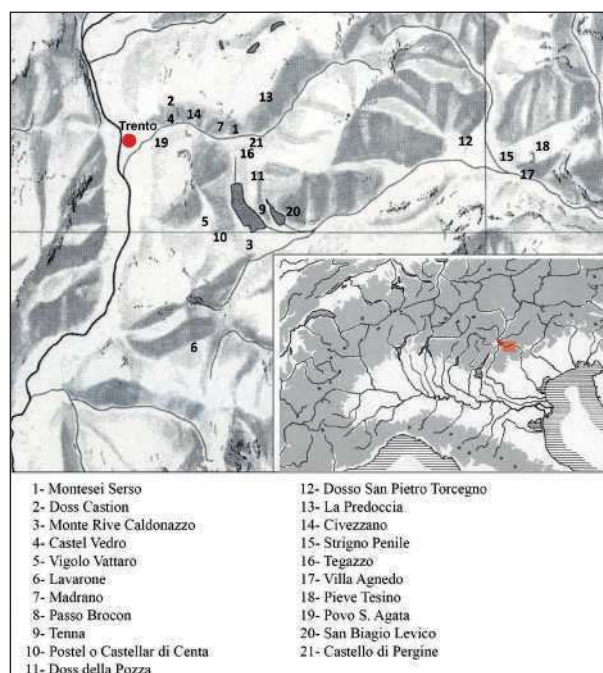 2
14
13
4
7
1
Trento
19
21
12
18
16
15
11
17
9
20
5
10
3
6
1- Montesei Serso
2- Doss Castion
3- Monte Rive Caldonazzo
4- Castel Vedro
5- Vigolo Vattaro
6- Lavarone
7- Madrano
8- Passo Brocon
9- Tenna
10- Postel o Castellar di Centa
11- Doss della Pozza
12- Dosso San Pietro Torcegno
13- La Predoccia
14- Civezzano
15- Strigno Penile
16- Tegazzo
17- Villa Agnedo
18- Pieve Tesino
19- Povo S. Agata
20- San Biagio Levico
21- Castello di Pergine